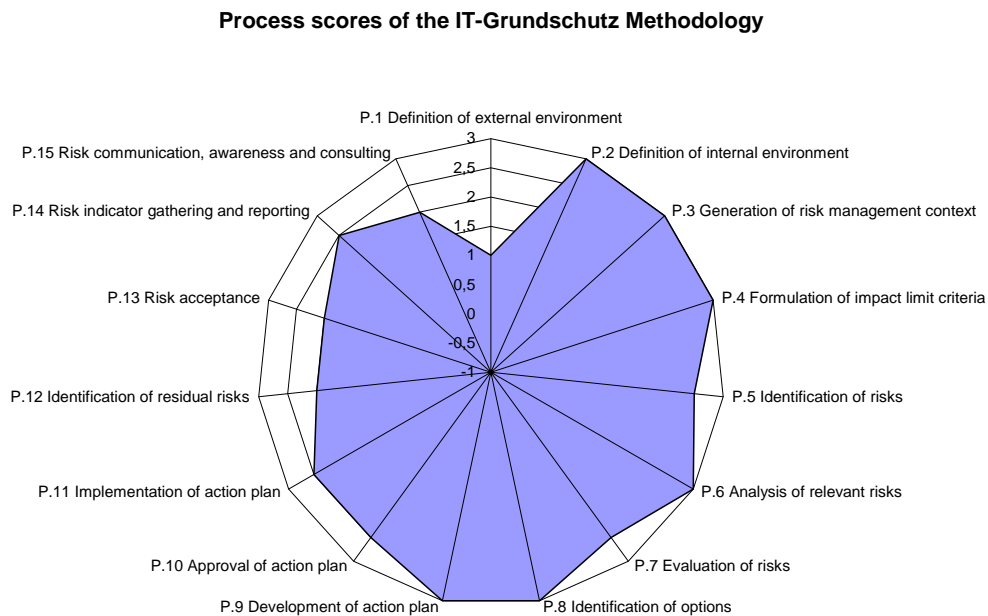 Process scores of the IT-Grundschutz Methodology
P.1 Definition of external environment
P.2 Definition of internal environment
P.3 Generation of risk management context
P.4 Formulation of impact limit criteria
P.5 Identification of risks
P.6 Analysis of relevant risks
P.7 Evaluation of risks
P.8 Identification of options
P.9 Development of action plan
P.10 Approval of action plan
P.11 Implementation of action plan
P.12 Identification of residual risks
P.13 Risk acceptance
P.14 Risk indicator gathering and reporting
P.15 Risk communication, awareness and consulting
3
2,5
2
1,5
1
0,5
0
-0,5
-1